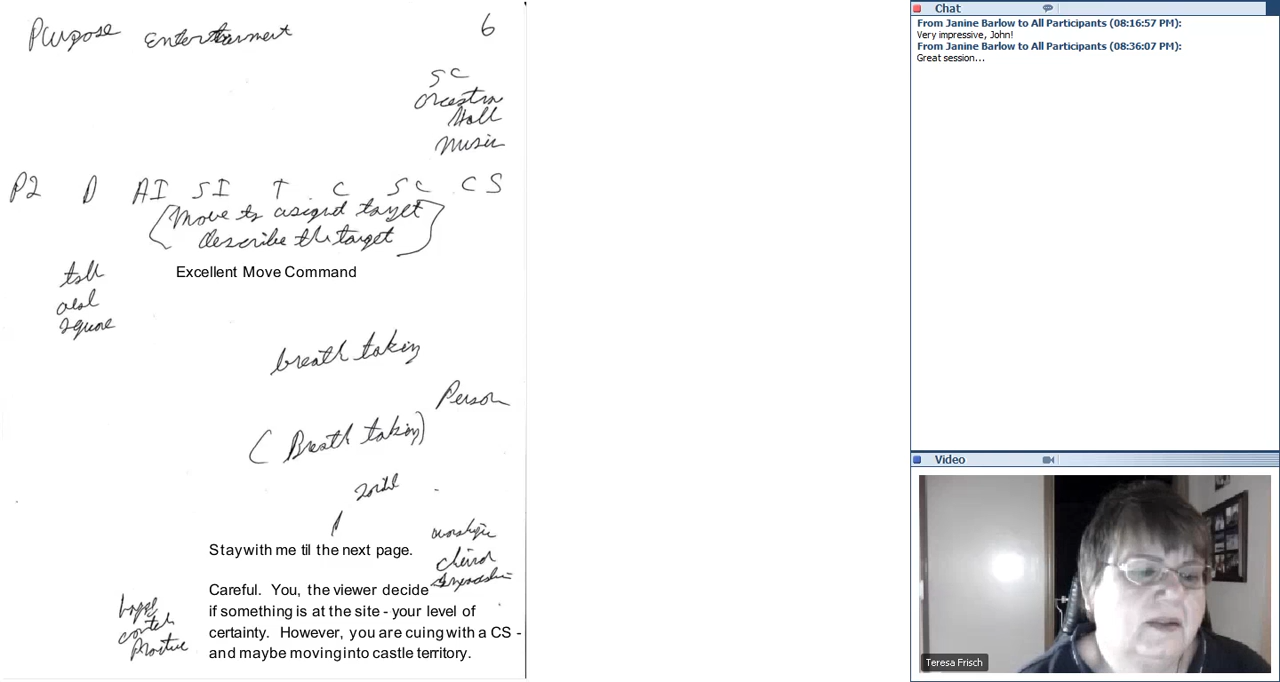 Purpose Entertainment 6
SC
Orcestra
Hall
Music
P2 D AI SI T C SC CS
(Move to assigned target
describe the target)
Excellent Move Command
tall
old
square
breath taking
Person
(Breath taking)
Stay with me til the next page.
worship
Careful. You, the viewer decide
if something is at the site - your level of
certainty. However, you are cuing with a CS -
and maybe moving into castle territory.
Chat
From Janine Barlow to All Participants (08:16:57 PM):
Very impressive, John!
From Janine Barlow to All Participants (08:36:07 PM):
Great session...
Video
Teresa Frisch